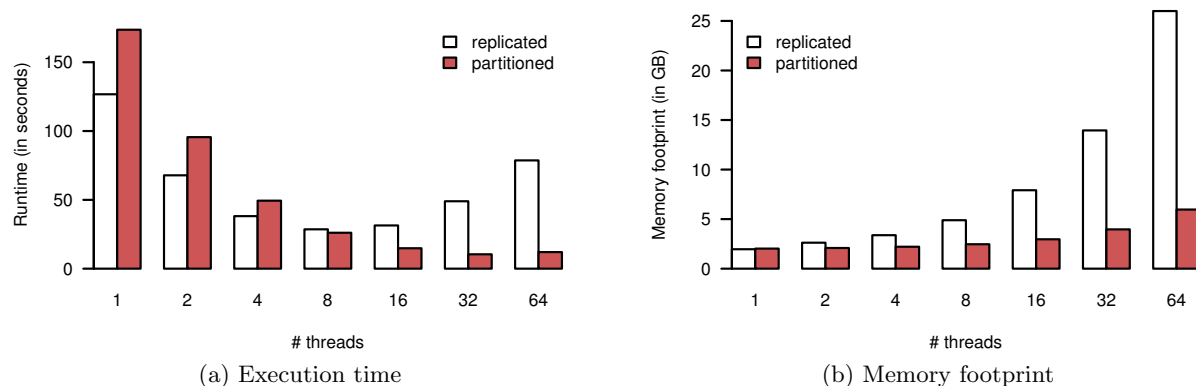 Runtime (in seconds)
150
100
50
0
replicated
partitioned
1 2 4 8 16 32 64
# threads
(a) Execution time
Memory footprint (in GB)
25
20
15
10
5
0
replicated
partitioned
1 2 4 8 16 32 64
# threads
(b) Memory footprint